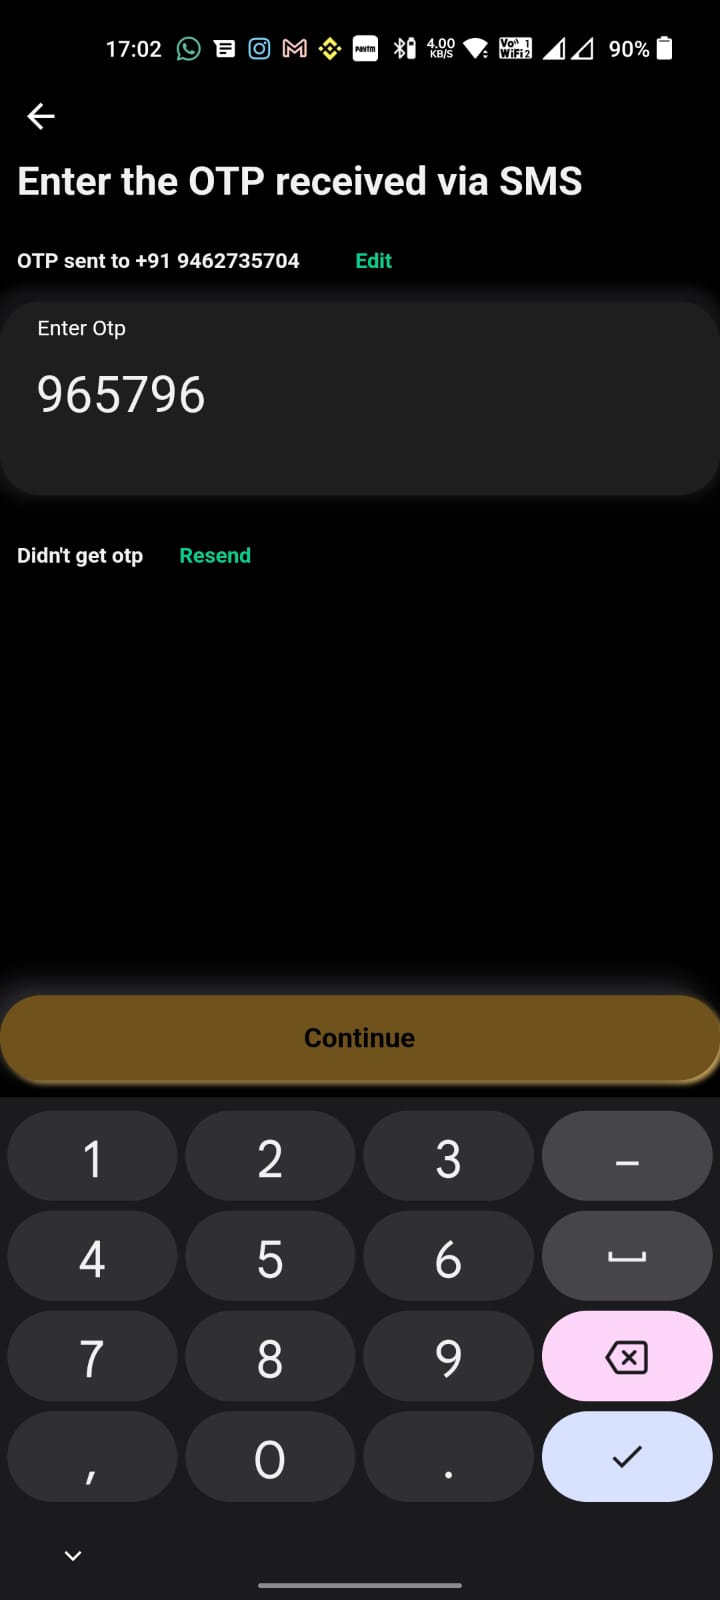 17:02 paytm 4.00 KB/S Vo 1 WiFi 2 90%
Enter the OTP received via SMS
OTP sent to +91 9462735704 Edit
Enter Otp
965796
Didn't get otp Resend
Continue
1 2 3 –
4 5 6
7 8 9
, 0 .